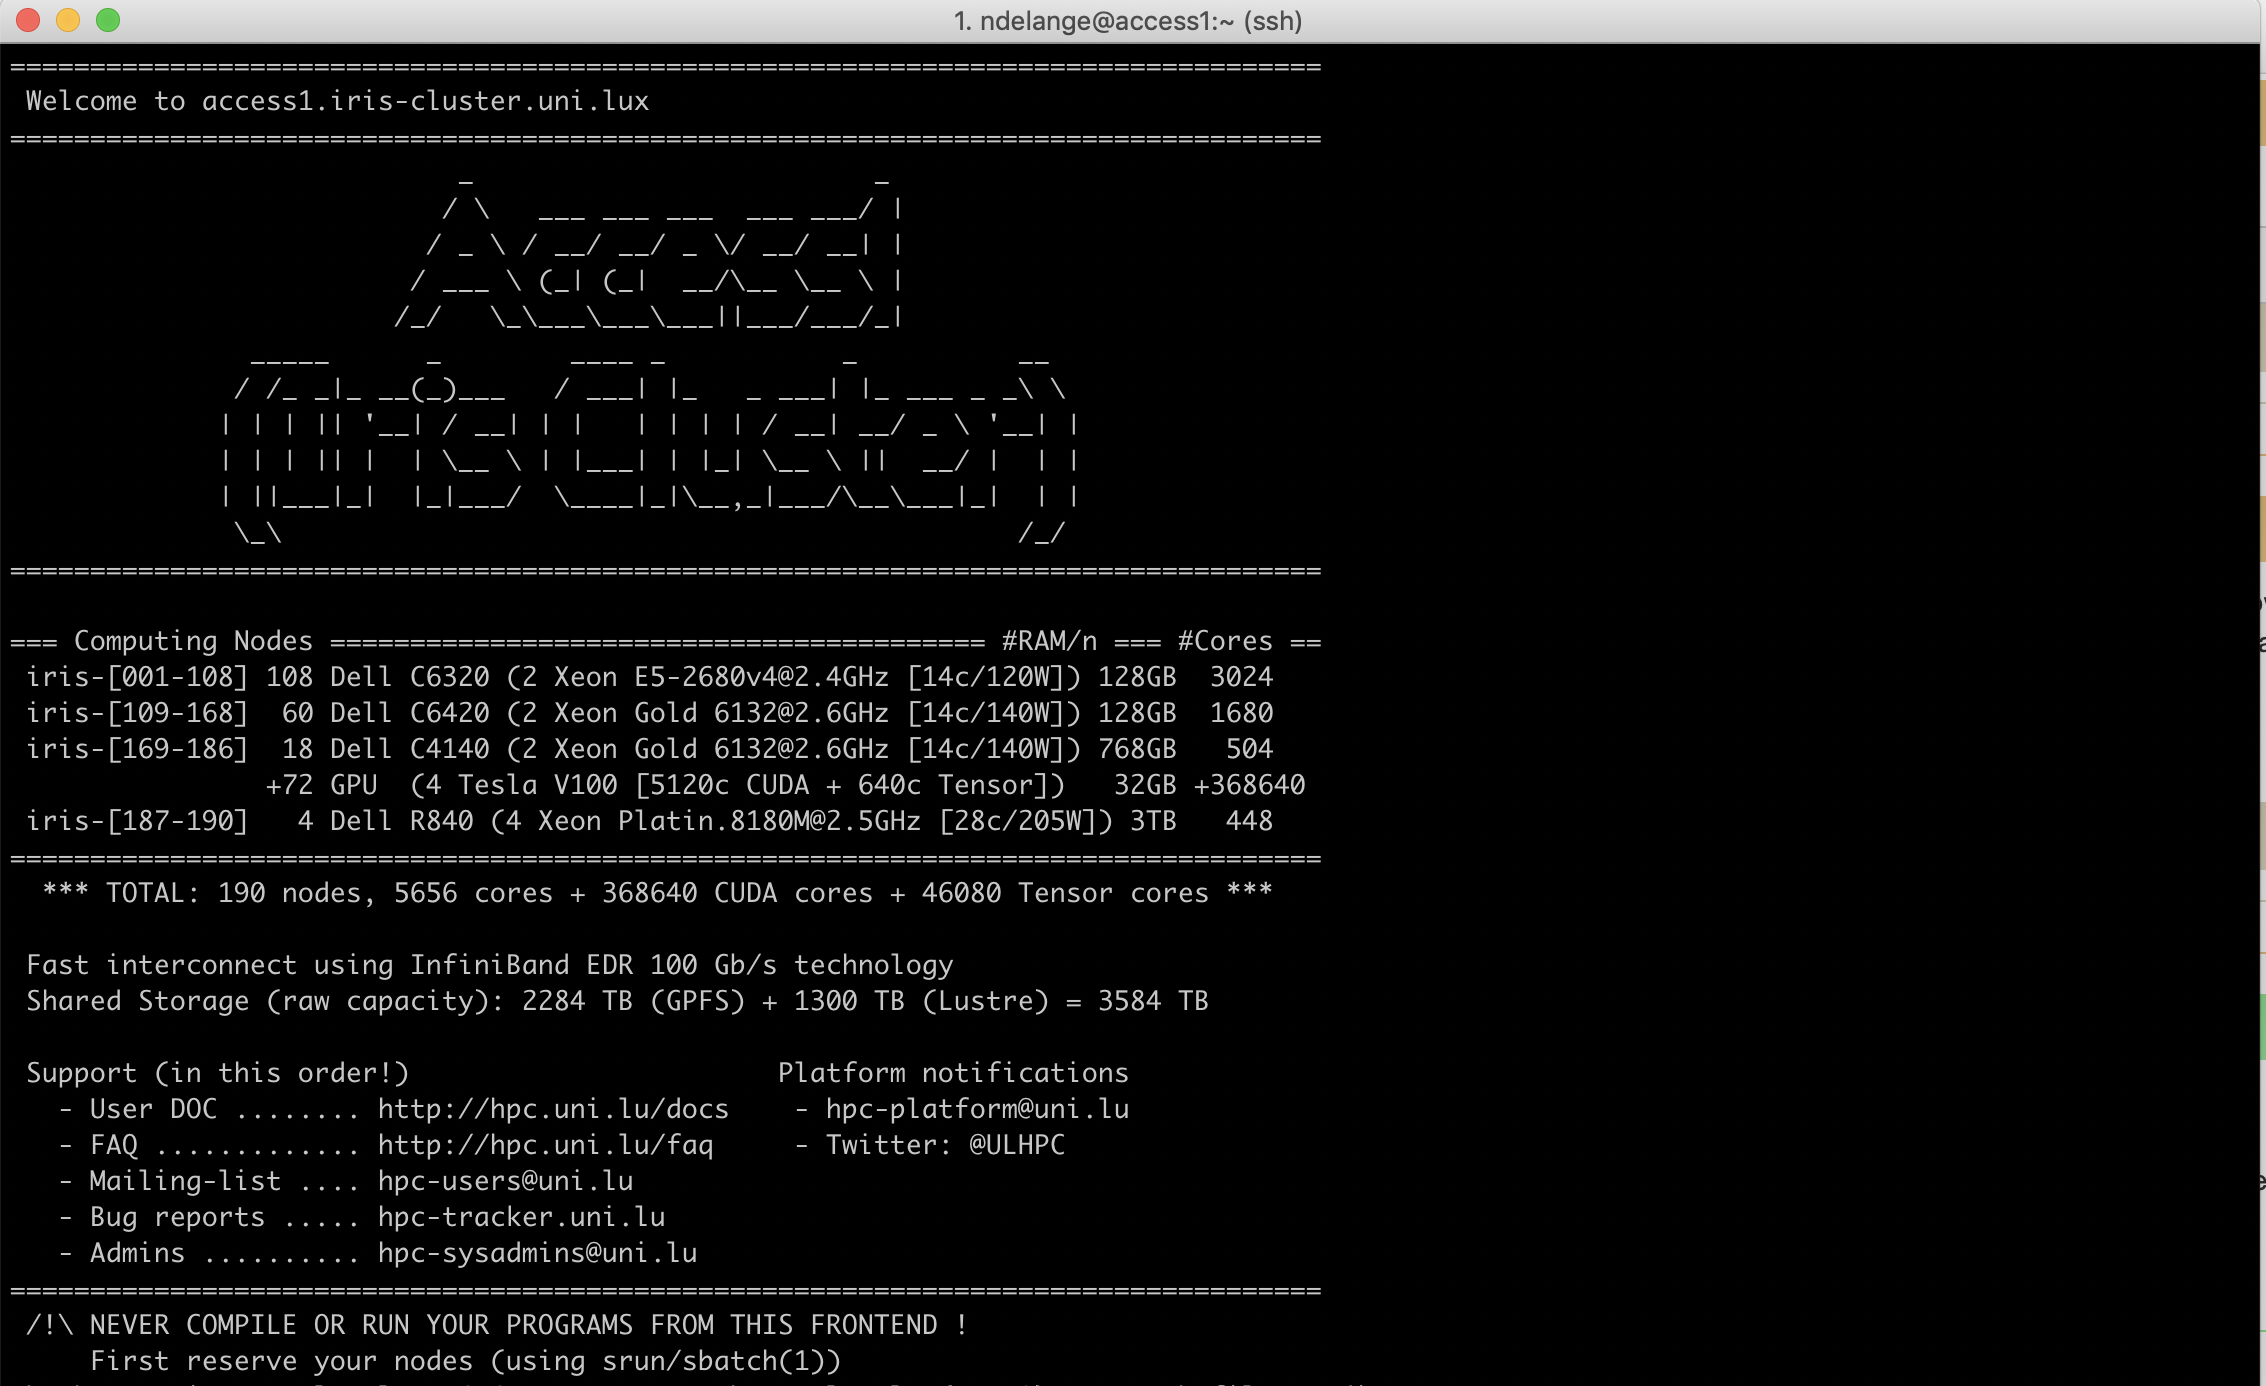 1. ndelange@access1:~ (ssh)
===============================================================================
Welcome to access1.iris-cluster.uni.lux
===============================================================================
Access1
(Iris Cluster)
===============================================================================
=== Computing Nodes ========================================= #RAM/n === #Cores ==
iris-[001-108] 108 Dell C6320 (2 Xeon E5-2680v4@2.4GHz [14c/120W]) 128GB  3024
iris-[109-168]  60 Dell C6420 (2 Xeon Gold 6132@2.6GHz [14c/140W]) 128GB  1680
iris-[169-186]  18 Dell C4140 (2 Xeon Gold 6132@2.6GHz [14c/140W]) 768GB   504
+72 GPU  (4 Tesla V100 [5120c CUDA + 640c Tensor])   32GB +368640
iris-[187-190]   4 Dell R840 (4 Xeon Platin.8180M@2.5GHz [28c/205W]) 3TB   448
===============================================================================
*** TOTAL: 190 nodes, 5656 cores + 368640 CUDA cores + 46080 Tensor cores ***
Fast interconnect using InfiniBand EDR 100 Gb/s technology
Shared Storage (raw capacity): 2284 TB (GPFS) + 1300 TB (Lustre) = 3584 TB
Support (in this order!)                       Platform notifications
- User DOC ........ http://hpc.uni.lu/docs    - hpc-platform@uni.lu
- FAQ ............. http://hpc.uni.lu/faq     - Twitter: @ULHPC
- Mailing-list .... hpc-users@uni.lu
- Bug reports ..... hpc-tracker.uni.lu
- Admins .......... hpc-sysadmins@uni.lu
===============================================================================
/!\ NEVER COMPILE OR RUN YOUR PROGRAMS FROM THIS FRONTEND !
First reserve your nodes (using srun/sbatch(1))